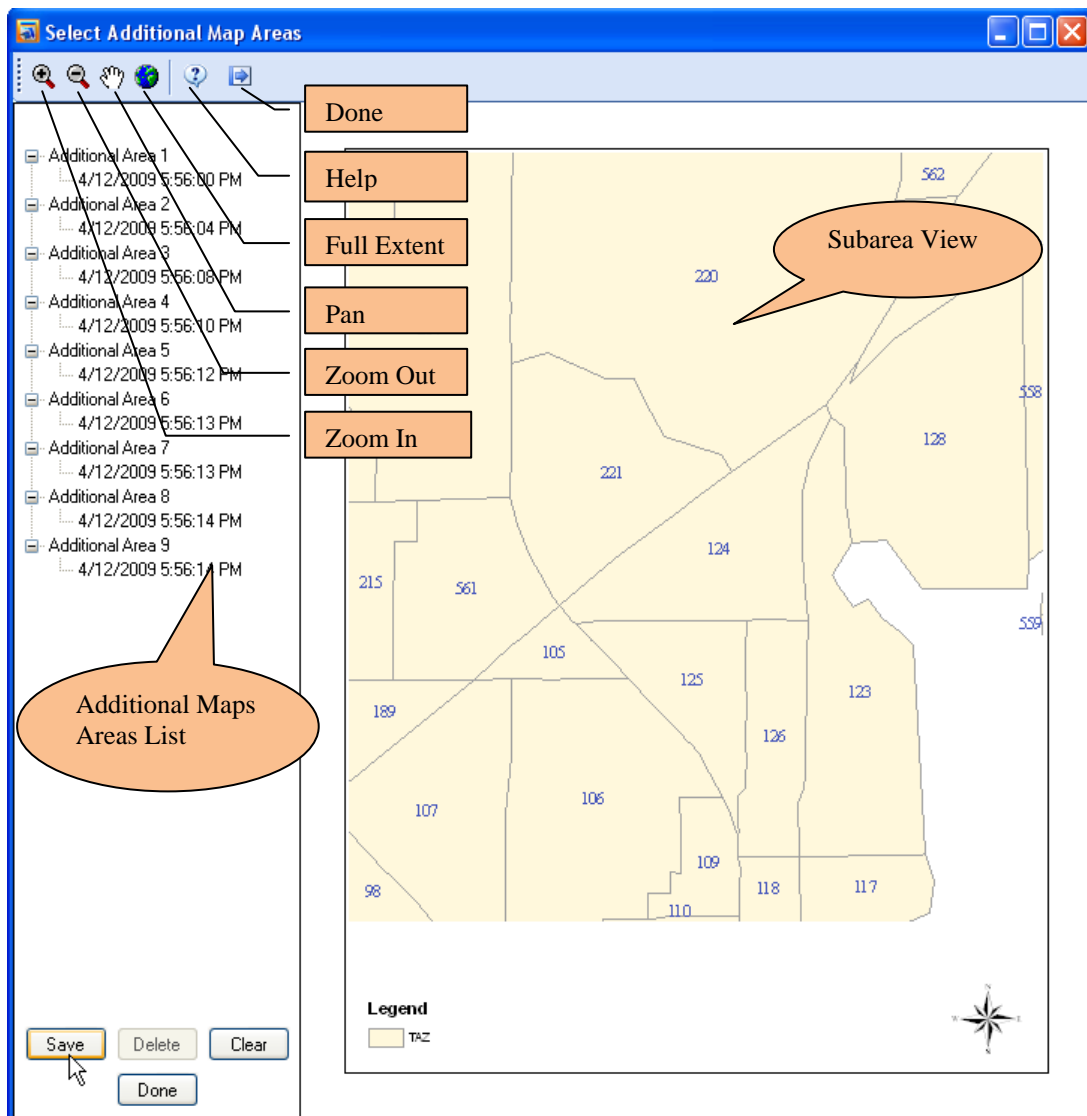 Select Additional Map Areas
Done
Help
Full Extent
Pan
Zoom Out
Zoom In
Additional Area 1
4/12/2009 5:56:00 PM
Additional Area 2
4/12/2009 5:56:04 PM
Additional Area 3
4/12/2009 5:56:08 PM
Additional Area 4
4/12/2009 5:56:10 PM
Additional Area 5
4/12/2009 5:56:12 PM
Additional Area 6
4/12/2009 5:56:13 PM
Additional Area 7
4/12/2009 5:56:13 PM
Additional Area 8
4/12/2009 5:56:14 PM
Additional Area 9
4/12/2009 5:56:14 PM
Additional Maps
Areas List
Save
Delete
Clear
Done
562
Subarea View
220
558
128
221
124
215
561
559
105
125
123
189
126
106
107
109
98
118
117
110
Legend
TAZ
N
W
E
S